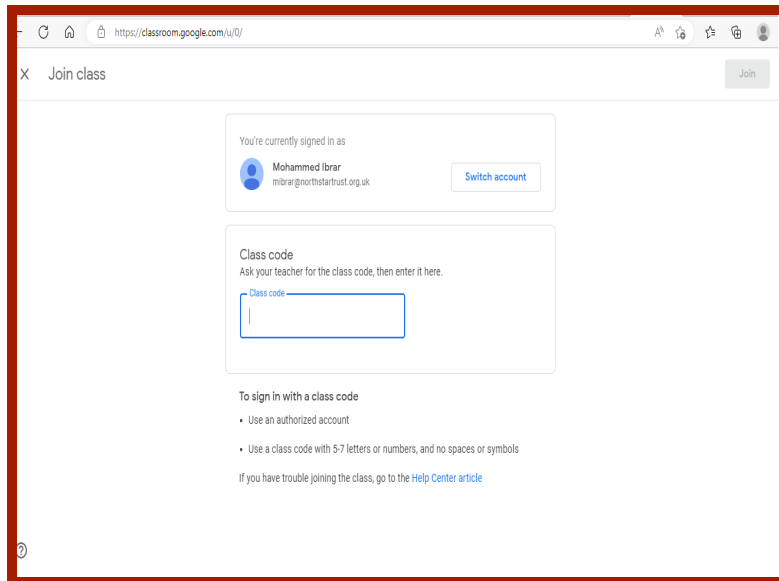 https://classroom.google.com/u/0/
Join class
Join
You're currently signed in as
Mohammed Ibrar
mibrar@northstartrust.org.uk
Switch account
Class code
Ask your teacher for the class code, then enter it here.
Class code
To sign in with a class code
• Use an authorized account
• Use a class code with 5-7 letters or numbers, and no spaces or symbols
If you have trouble joining the class, go to the Help Center article